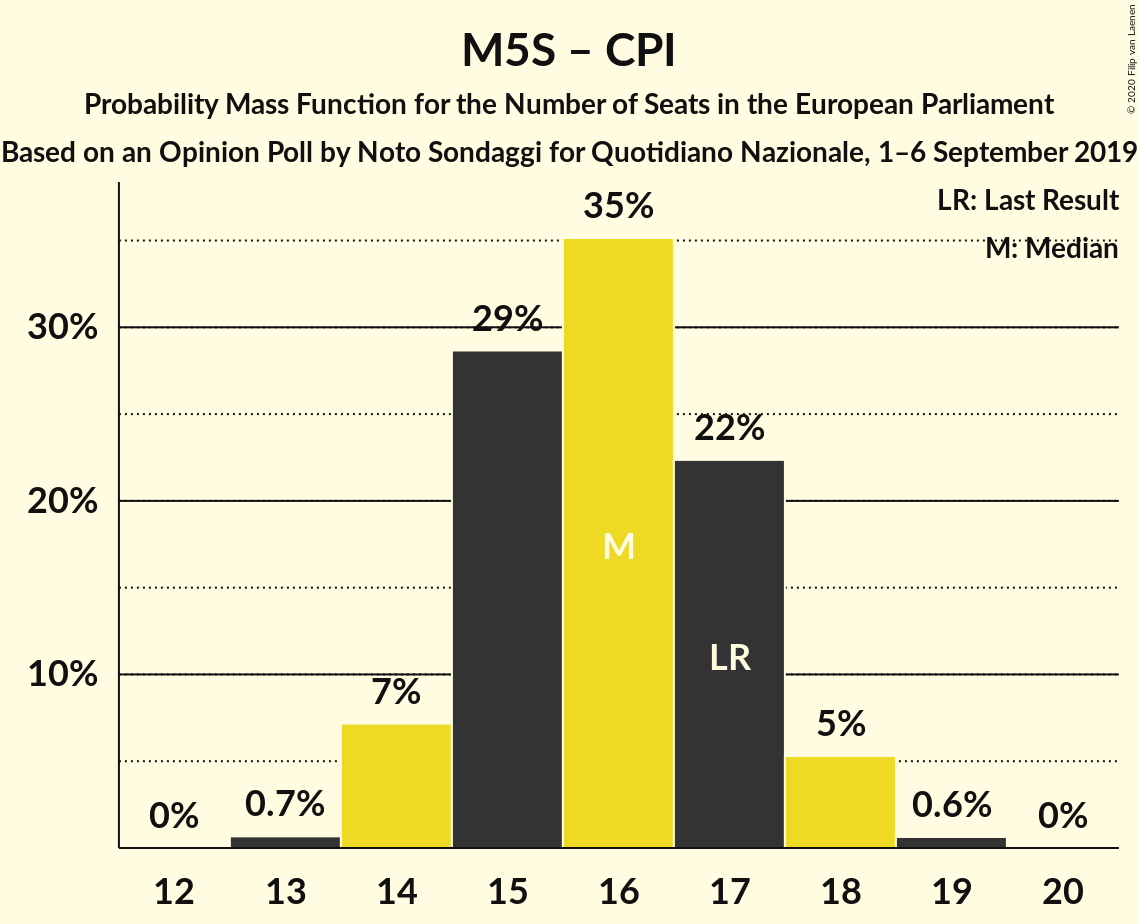 M5S – CPI
Probability Mass Function for the Number of Seats in the European Parliament
Based on an Opinion Poll by Noto Sondaggi for Quotidiano Nazionale, 1–6 September 2019
© 2020 Filip van Laenen
LR: Last Result
M: Median
35%
29%
22%
7%
5%
0.7%
0.6%
0%
0%
M
LR
30%
20%
10%
12 13 14 15 16 17 18 19 20